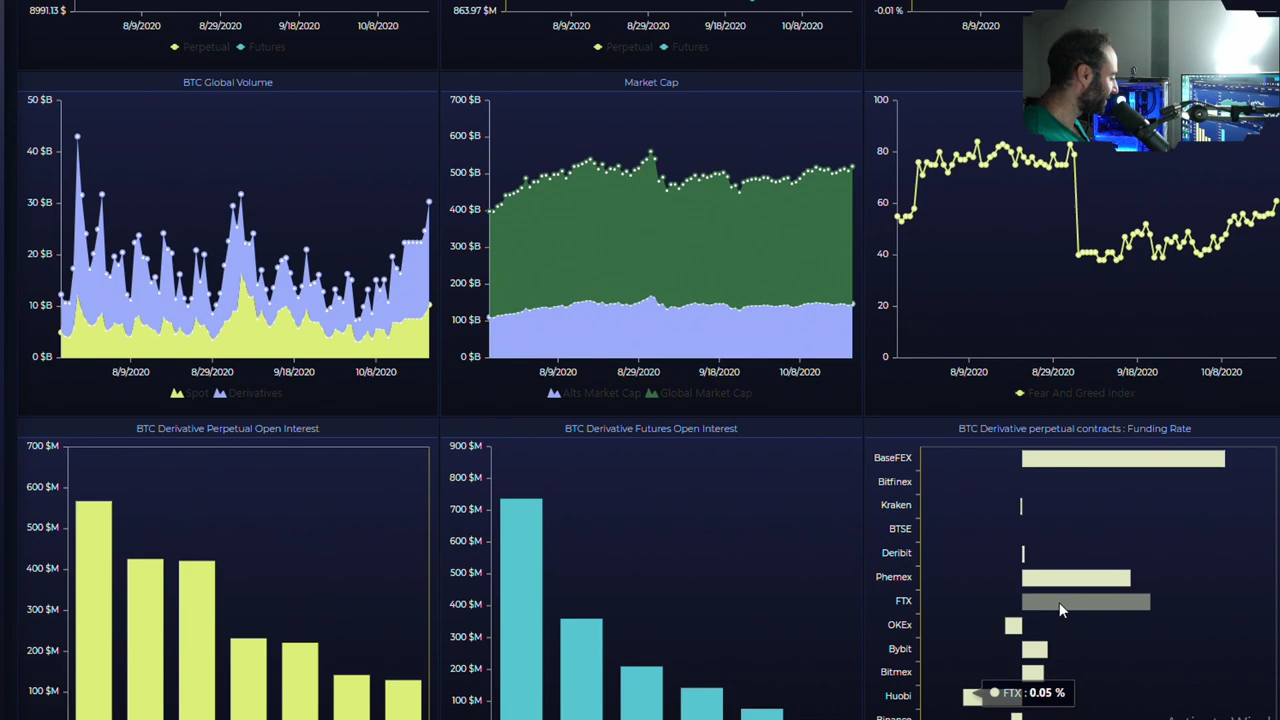 8991.13 $
8/9/2020 8/29/2020 9/18/2020 10/8/2020
Perpetual Futures
863.97 $M
8/9/2020 8/29/2020 9/18/2020 10/8/2020
Perpetual Futures
-0.01 %
8/9/2020
BTC Global Volume
50 $B
40 $B
30 $B
20 $B
10 $B
0 $B
8/9/2020 8/29/2020 9/18/2020 10/8/2020
Spot Derivatives
Market Cap
700 $B
600 $B
500 $B
400 $B
300 $B
200 $B
100 $B
0 $B
8/9/2020 8/29/2020 9/18/2020 10/8/2020
Alts Market Cap Global Market Cap
100
80
60
40
20
0
8/9/2020 8/29/2020 9/18/2020 10/8/2020
Fear And Greed Index
BTC Derivative Perpetual Open Interest
700 $M
600 $M
500 $M
400 $M
300 $M
200 $M
100 $M
BTC Derivative Futures Open Interest
900 $M
800 $M
700 $M
600 $M
500 $M
400 $M
300 $M
200 $M
100 $M
BTC Derivative perpetual contracts : Funding Rate
BaseFEX
Bitfinex
Kraken
BTSE
Deribit
Phemex
FTX
OKEx
Bybit
Bitmex
Huobi
FTX : 0.05 %
Binance